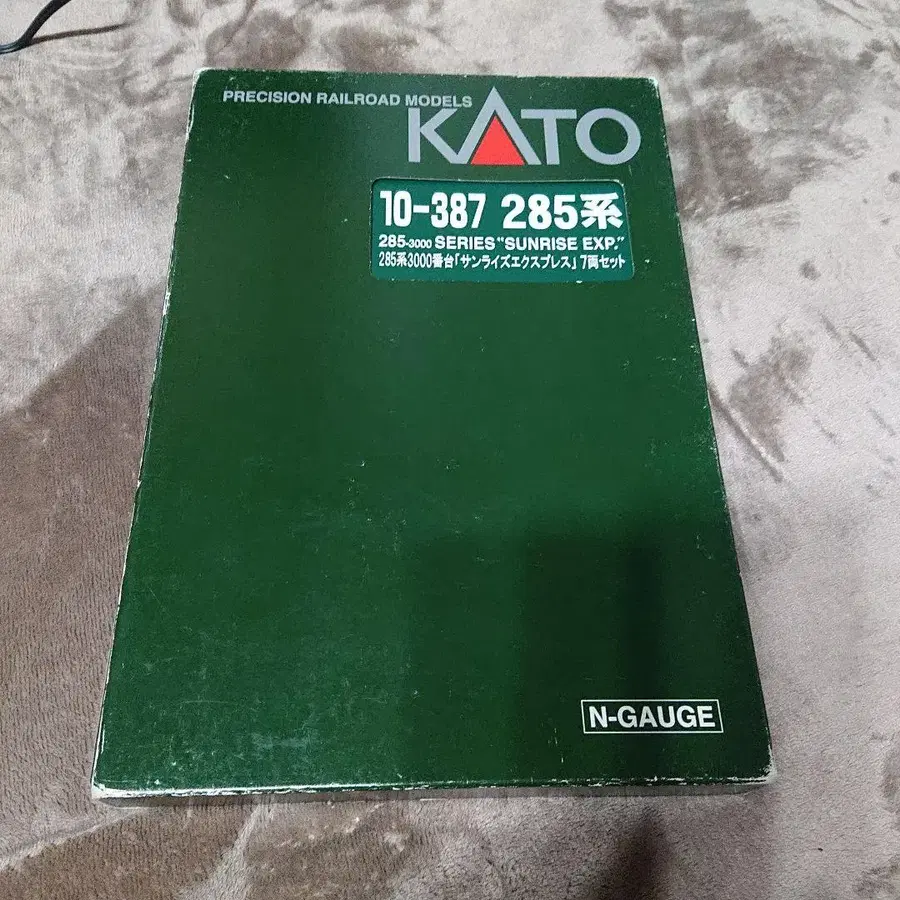 PRECISION RAILROAD MODELS
KATO
10-387 285系
285-3000 SERIES "SUNRISE EXP."
285系3000番台「サンライズエクスプレス」7両セット
N-GAUGE